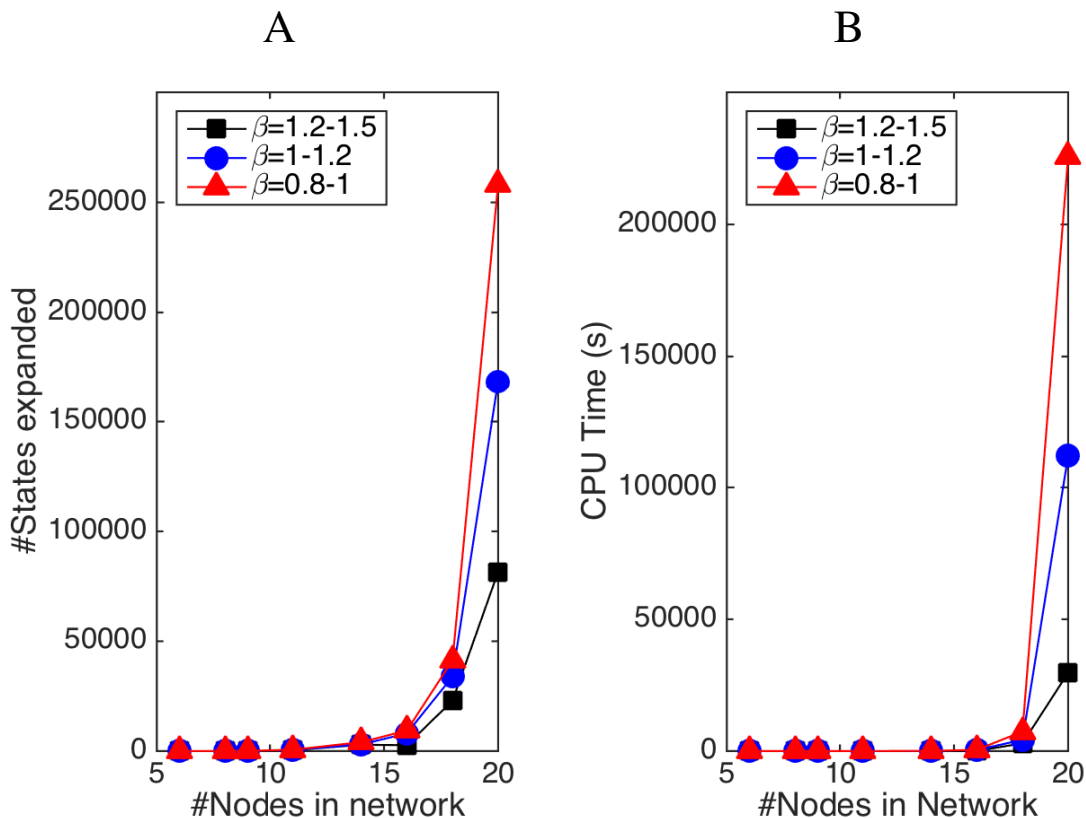 A
β=1.2-1.5
β=1-1.2
β=0.8-1
250000
200000
150000
100000
50000
0
5
10
15
20
#States expanded
#Nodes in network
B
β=1.2-1.5
β=1-1.2
β=0.8-1
200000
150000
100000
50000
0
5
10
15
20
CPU Time (s)
#Nodes in Network